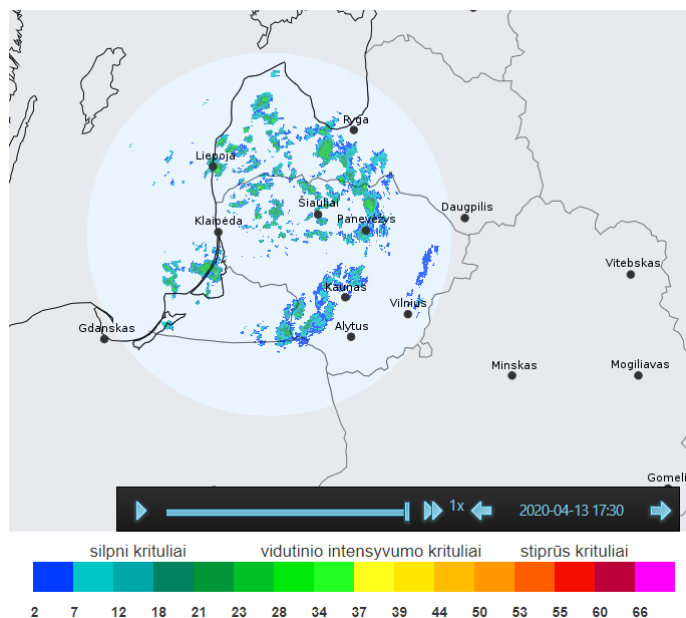 Ryga
Liepoja
Šiauliai
Daugpilis
Klaipėda
Panevėžys
Vitebskas
Kaunas
Vilnius
Gdanskas
Alytus
Minskas
Mogiliavas
Gomeli
1x
2020-04-13 17:30
silpni krituliai vidutinio intensyvumo krituliai stiprūs krituliai
2 7 12 18 21 23 28 34 37 39 44 50 53 55 60 66